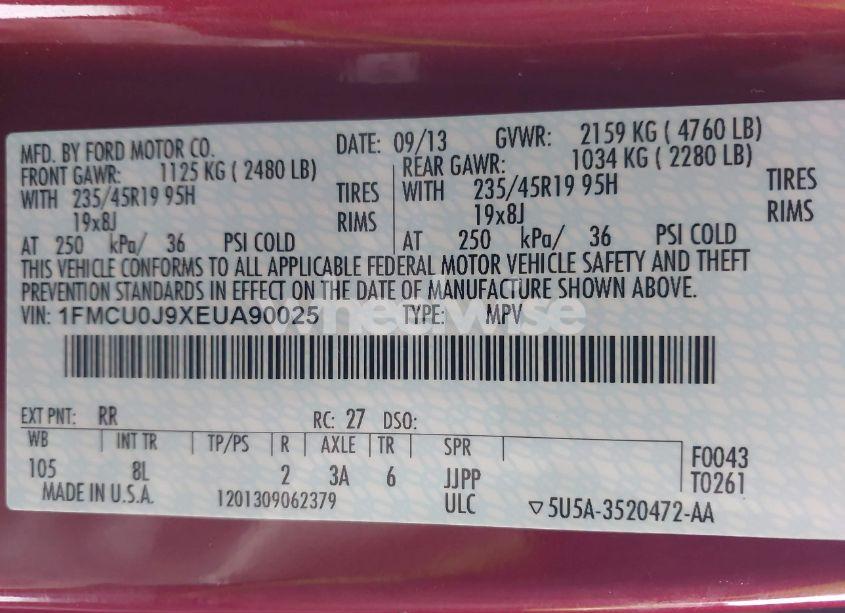 MFD. BY FORD MOTOR CO. DATE: 09/13 GVWR: 2159 KG ( 4760 LB)
FRONT GAWR: 1125 KG ( 2480 LB) REAR GAWR: 1034 KG ( 2280 LB)
WITH 235/45R19 95H TIRES WITH 235/45R19 95H TIRES
19x8J RIMS 19x8J RIMS
AT 250 kPa/ 36 PSI COLD AT 250 kPa/ 36 PSI COLD
THIS VEHICLE CONFORMS TO ALL APPLICABLE FEDERAL MOTOR VEHICLE SAFETY AND THEFT
PREVENTION STANDARDS IN EFFECT ON THE DATE OF MANUFACTURE SHOWN ABOVE.
VIN: 1FMCU0J9XEUA90025 TYPE: MPV
EXT PNT: RR RC: 27 DSO:
WB INT TR TP/PS R AXLE TR SPR
105 8L 2 3A 6 JJPP F0043
T0261
MADE IN U.S.A. 1201309062379 ULC ▽5U5A-3520472-AA